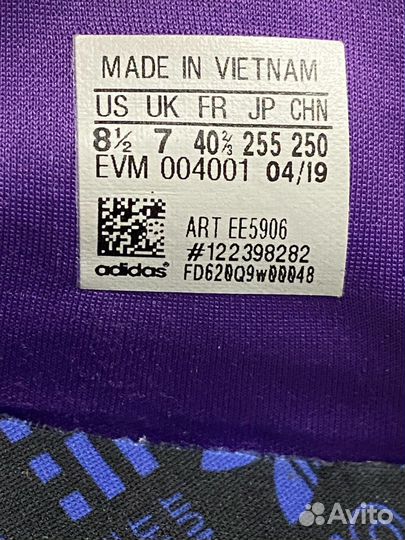 MADE IN VIETNAM
US UK FR JP CHN
8½ 7 40⅔ 255 250
EVM 004001 04/19
ART EE5906
#122398282
adidas FD620Q9w00048
Avito